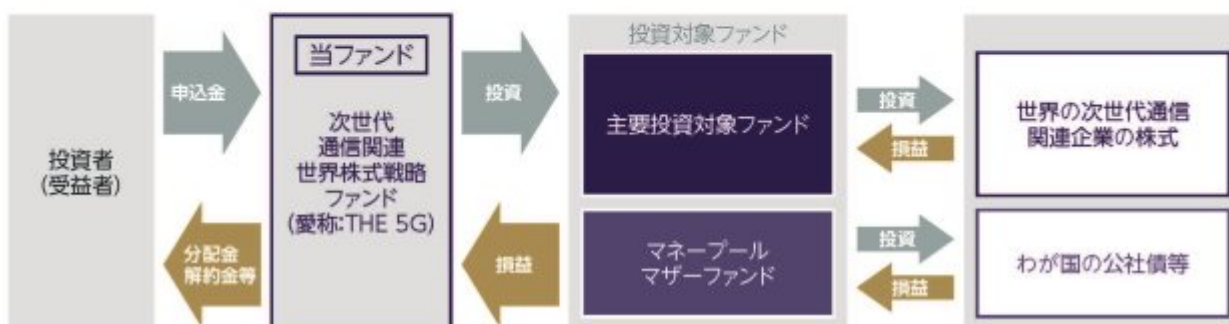 投資者
(受益者)
申込金
分配金
解約金等
当ファンド
次世代
通信関連
世界株式戦略
ファンド
(愛称:THE 5G)
投資
損益
投資対象ファンド
主要投資対象ファンド
マネープール
マザーファンド
投資
損益
投資
損益
世界の次世代通信
関連企業の株式
わが国の公社債等